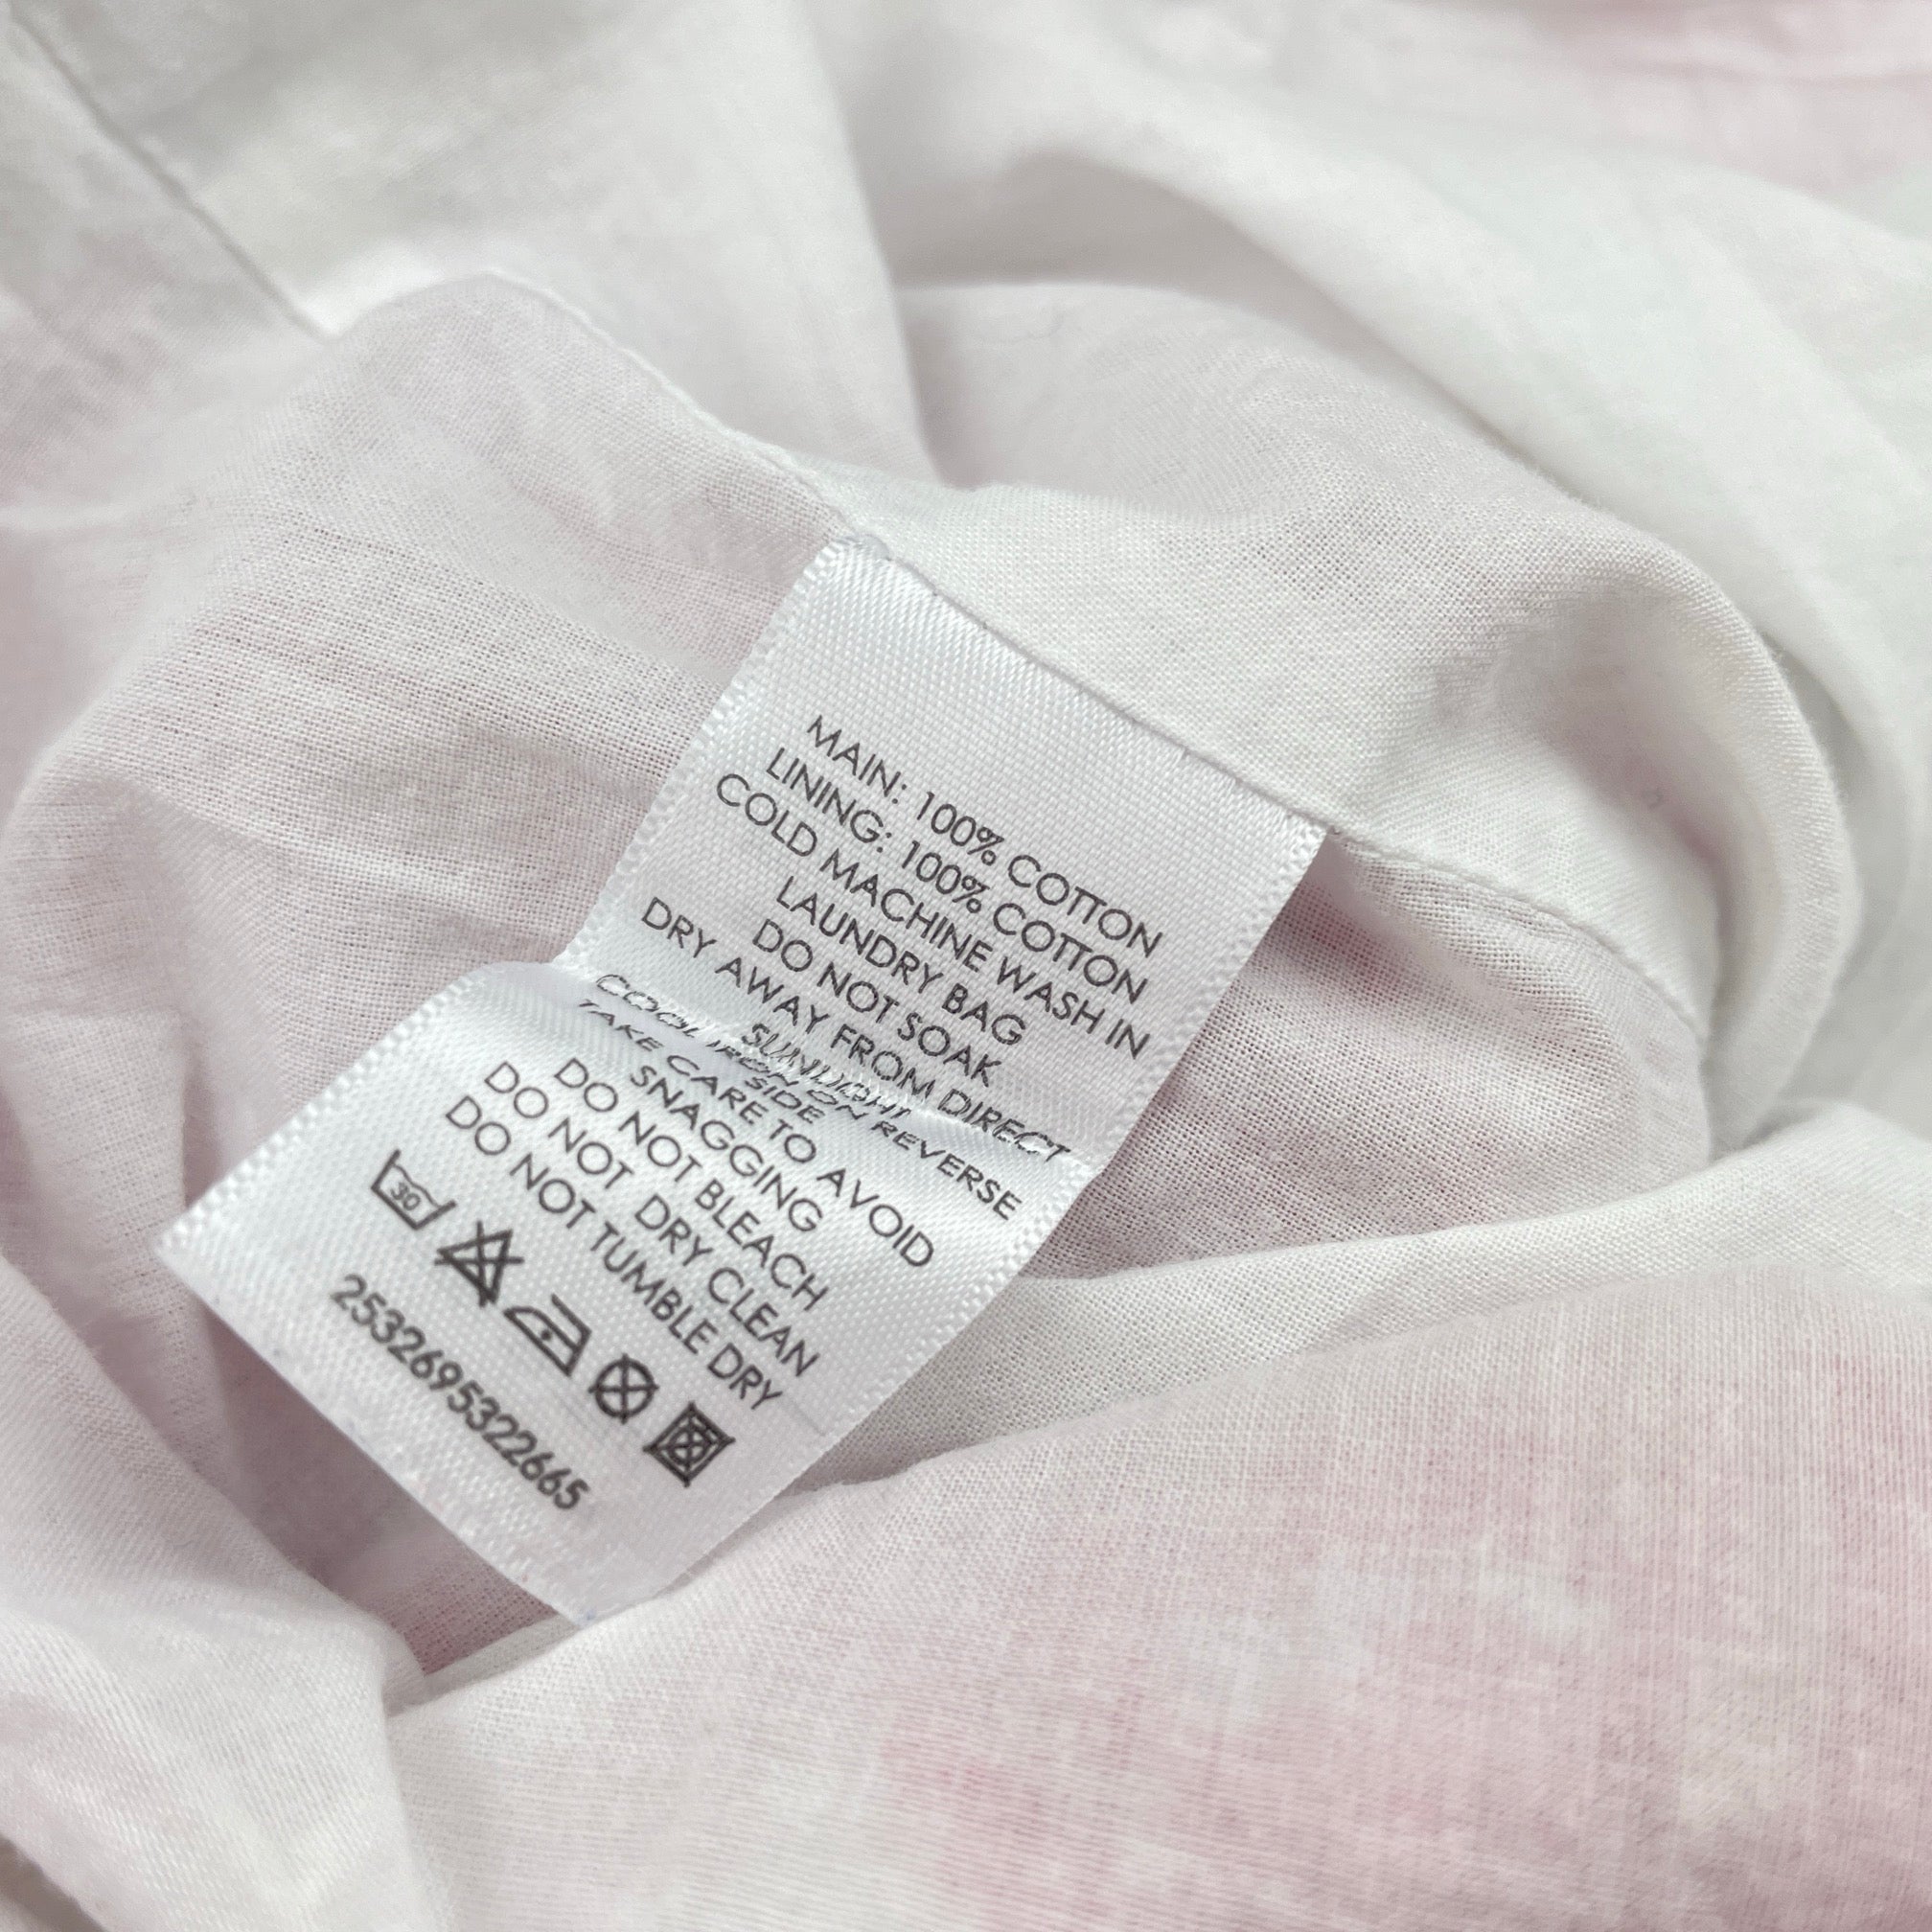 MAIN: 100% COTTON
LINING: 100% COTTON
COLD MACHINE WASH IN
LAUNDRY BAG
DO NOT SOAK
DRY AWAY FROM DIRECT
SUNLIGHT
COOL IRON ON REVERSE
SIDE
TAKE CARE TO AVOID
SNAGGING
DO NOT BLEACH
DO NOT DRY CLEAN
DO NOT TUMBLE DRY
30
2532695322665